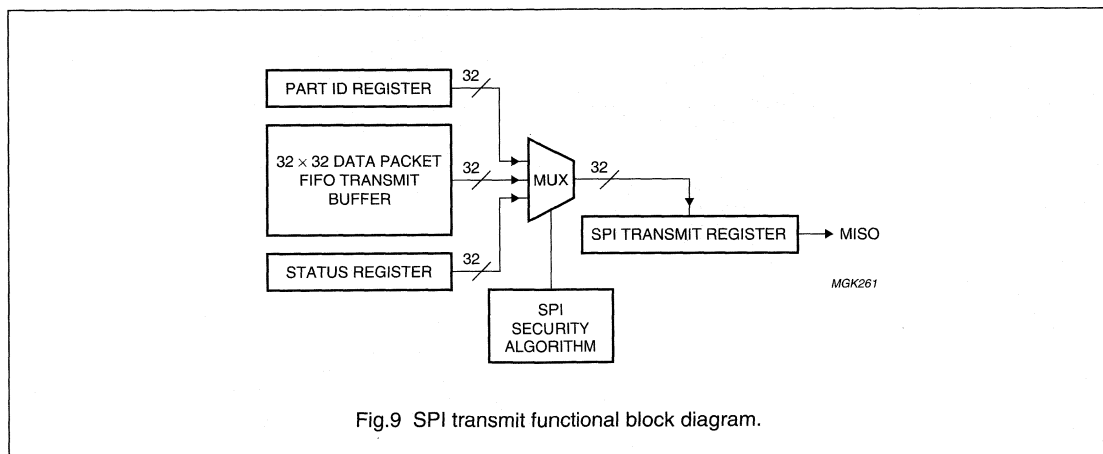 PART ID REGISTER
32
32 × 32 DATA PACKET
FIFO TRANSMIT
BUFFER
32
STATUS REGISTER
32
MUX
32
SPI
SECURITY
ALGORITHM
SPI TRANSMIT REGISTER
MISO
MGK261
Fig.9 SPI transmit functional block diagram.